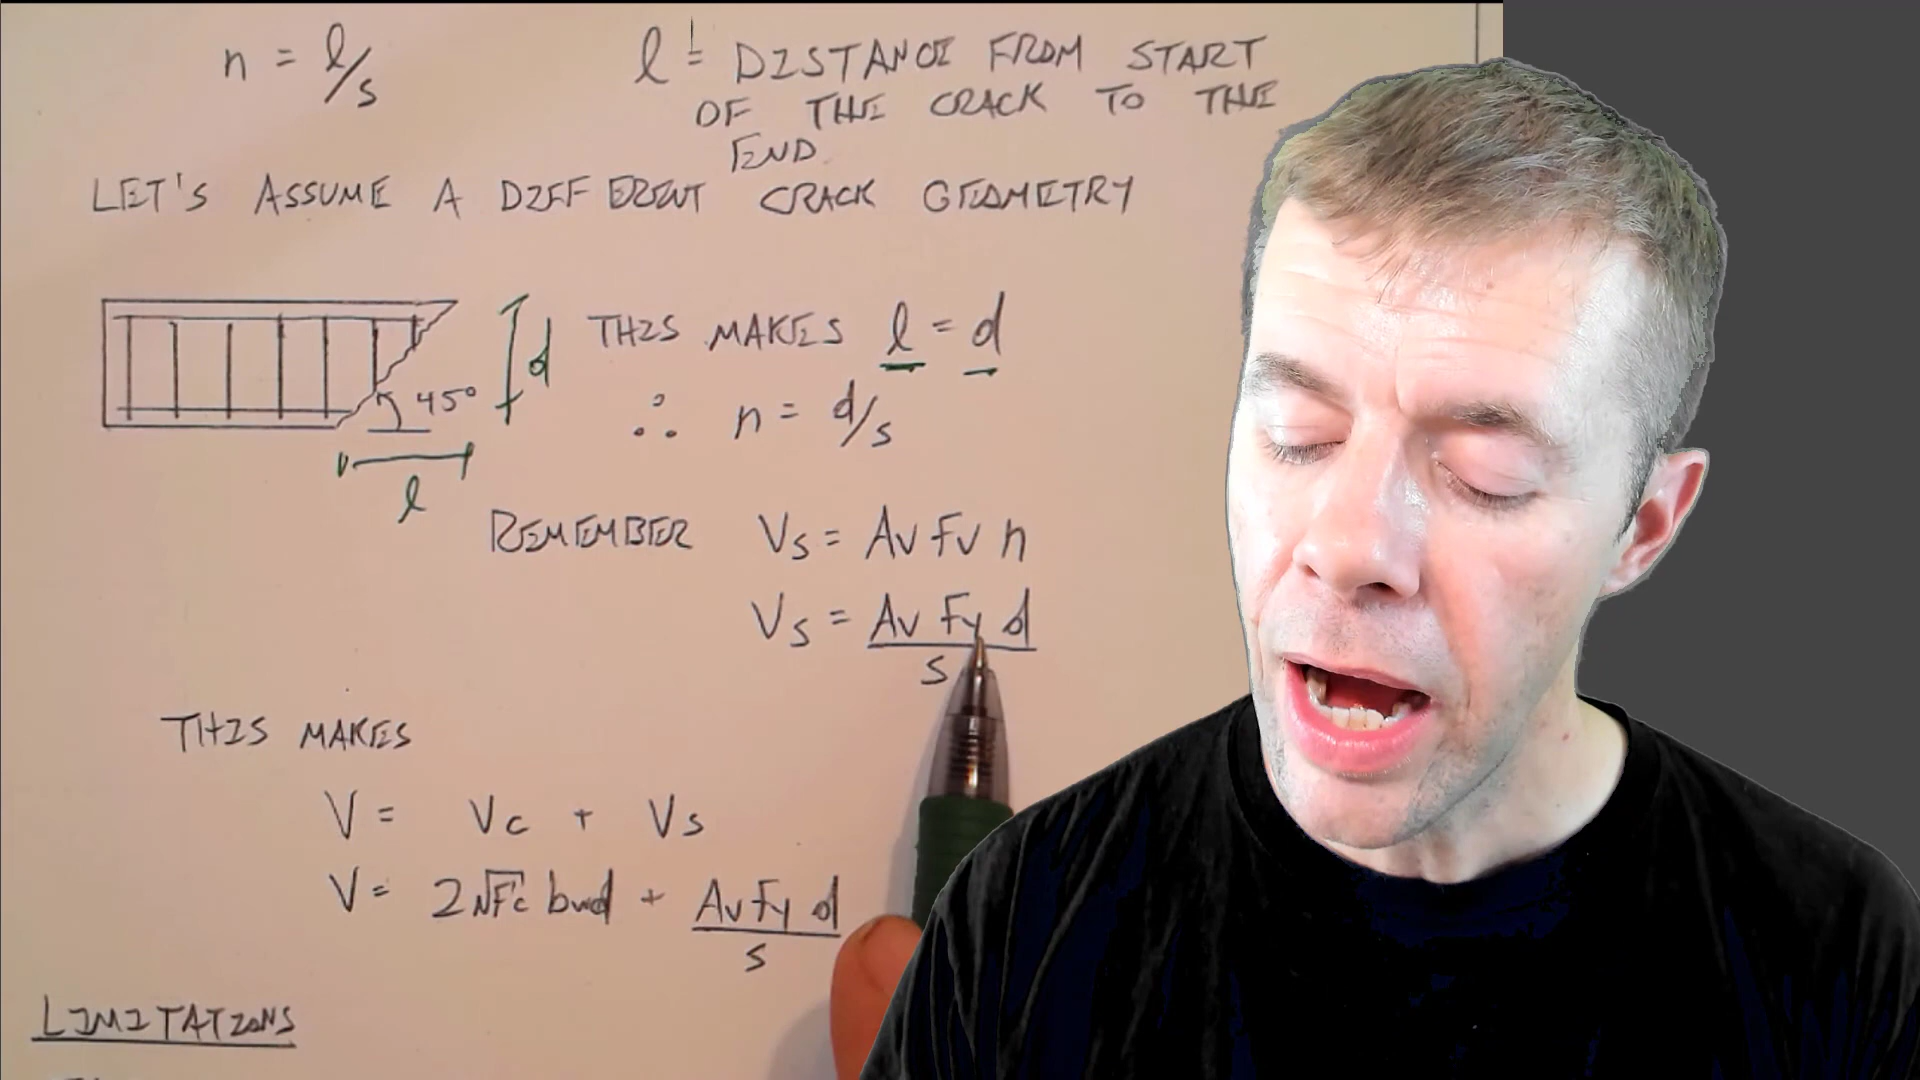 n = l/s
l = DISTANCE FROM START
OF THE CRACK TO THE
END
LET'S ASSUME A DIFFERENT CRACK GEOMETRY
d
THIS MAKES l = d
45°
∴ n = d/s
l
REMEMBER Vs = Av Fv n
Vs = Av Fy d
s
THIS MAKES
V = Vc + Vs
V = 2√F'c bwd + Av Fy d
s
LIMITATIONS